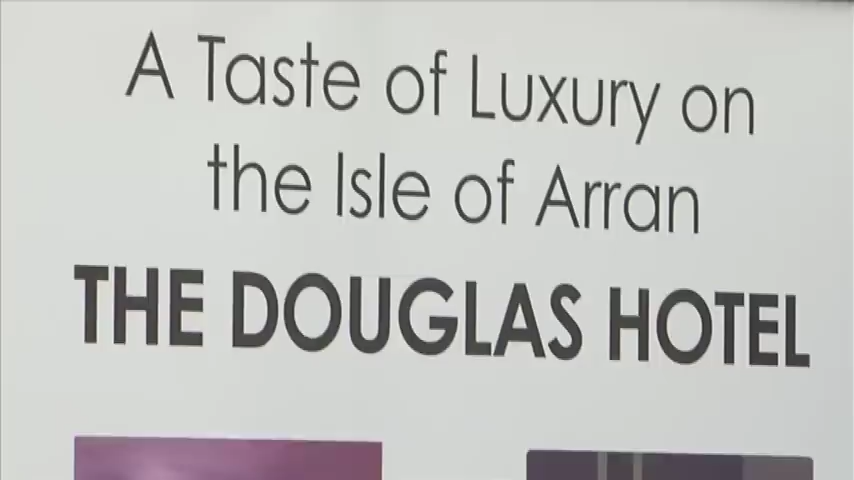 A Taste of Luxury on
the Isle of Arran
THE DOUGLAS HOTEL